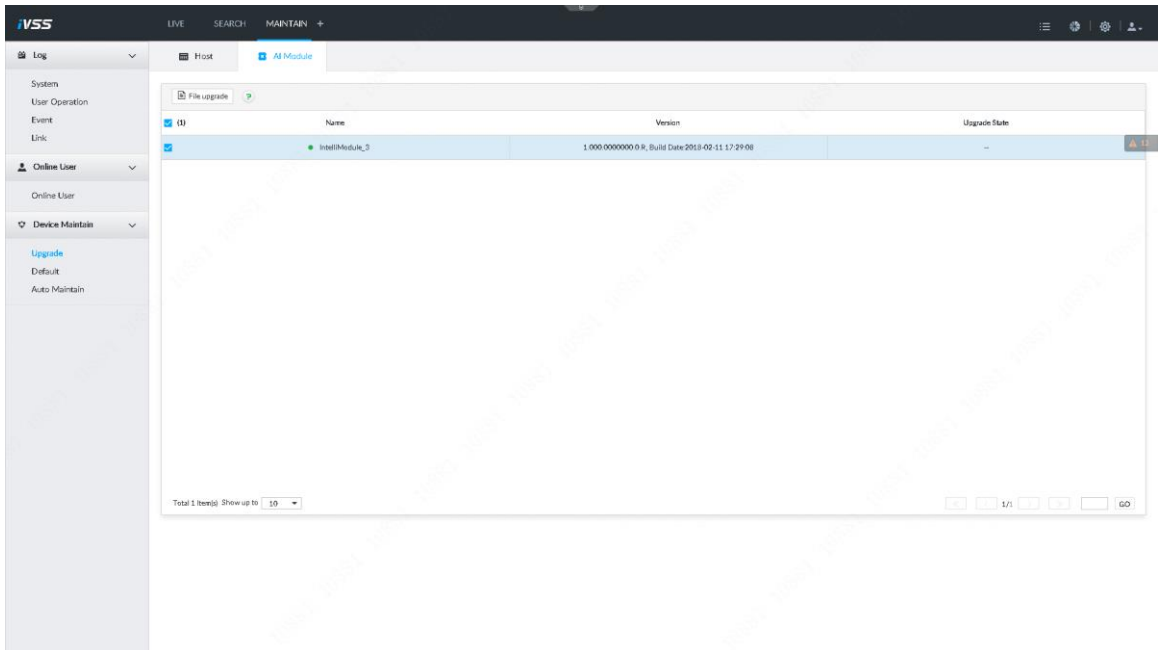 iVSS
LIVE SEARCH MAINTAIN +
Log
System
User Operation
Event
Link
Online User
Online User
Device Maintain
Upgrade
Default
Auto Maintain
Host AI Module
File upgrade ?
(1) Name Version Upgrade State
IntelliModule_3 1.000.0000000.0.R, Build Date:2018-02-11 17:29:08 --
Total 1 item(s) Show up to 10 1/1 GO